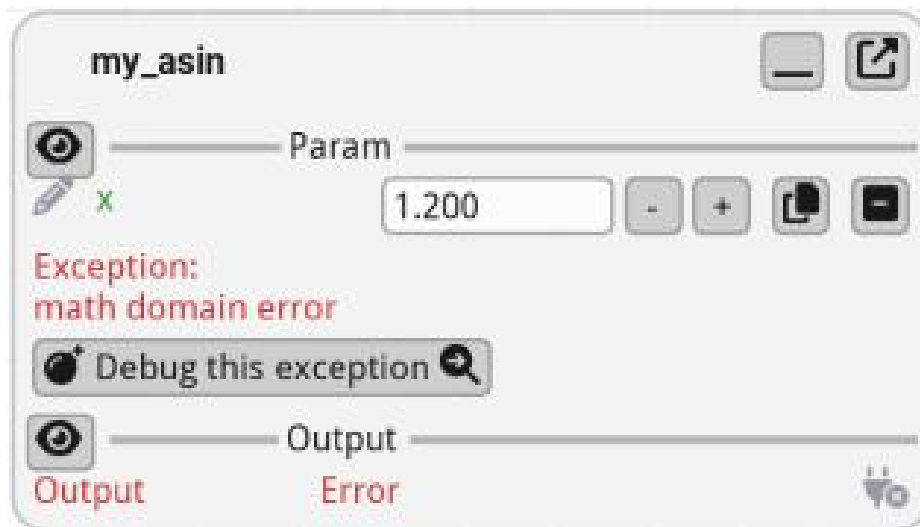 my_asin
Param
x 1.200 - +
Exception:
math domain error
Debug this exception
Output
Output Error